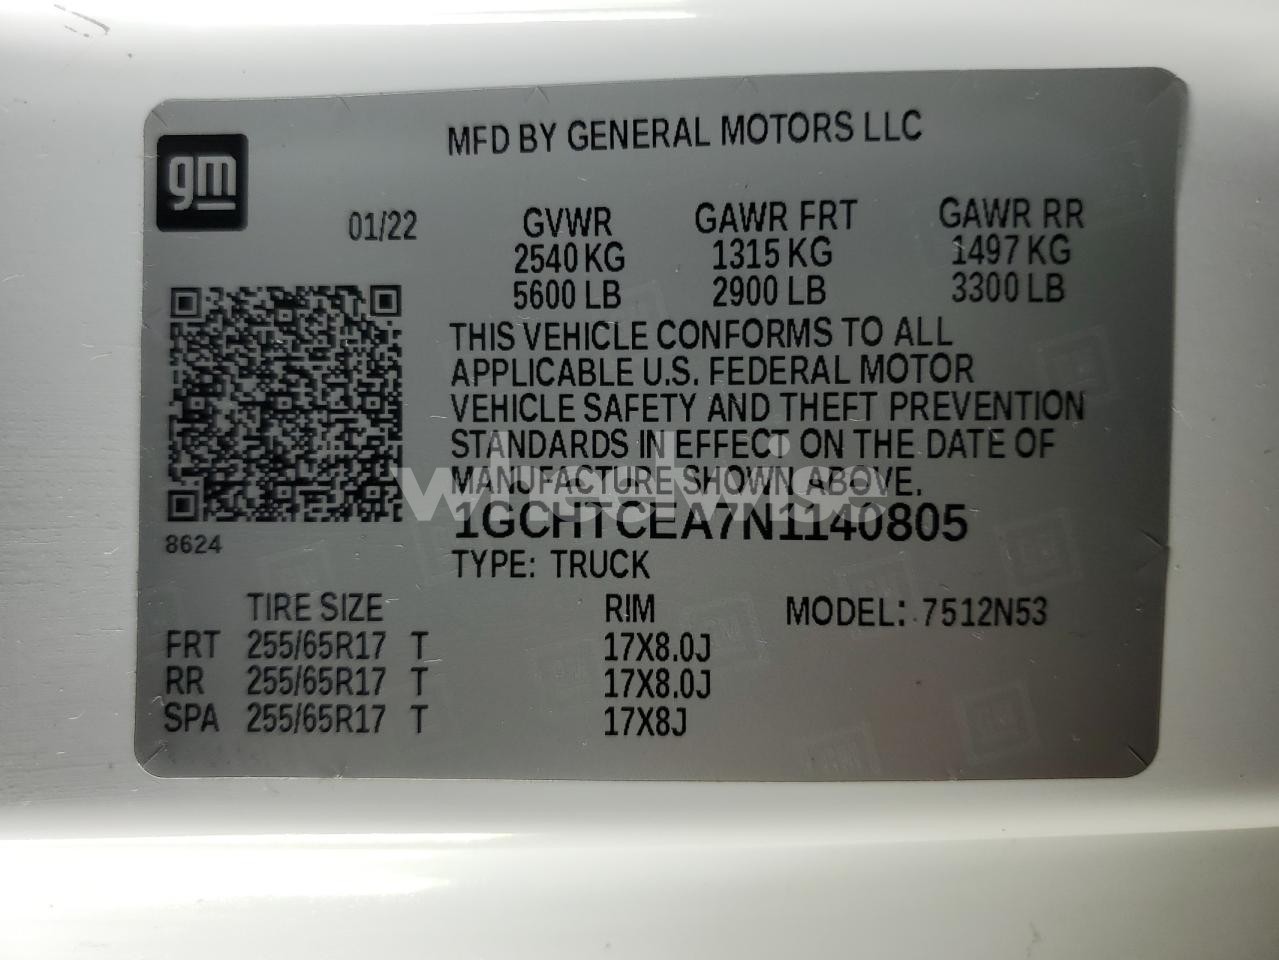 MFD BY GENERAL MOTORS LLC
gm
01/22 GVWR GAWR FRT GAWR RR
2540 KG 1315 KG 1497 KG
5600 LB 2900 LB 3300 LB
THIS VEHICLE CONFORMS TO ALL
APPLICABLE U.S. FEDERAL MOTOR
VEHICLE SAFETY AND THEFT PREVENTION
STANDARDS IN EFFECT ON THE DATE OF
MANUFACTURE SHOWN ABOVE.
wheelwise
1GCHTCEA7N1140805
8624
TYPE: TRUCK
TIRE SIZE RIM MODEL: 7512N53
FRT 255/65R17 T 17X8.0J
RR 255/65R17 T 17X8.0J
SPA 255/65R17 T 17X8J